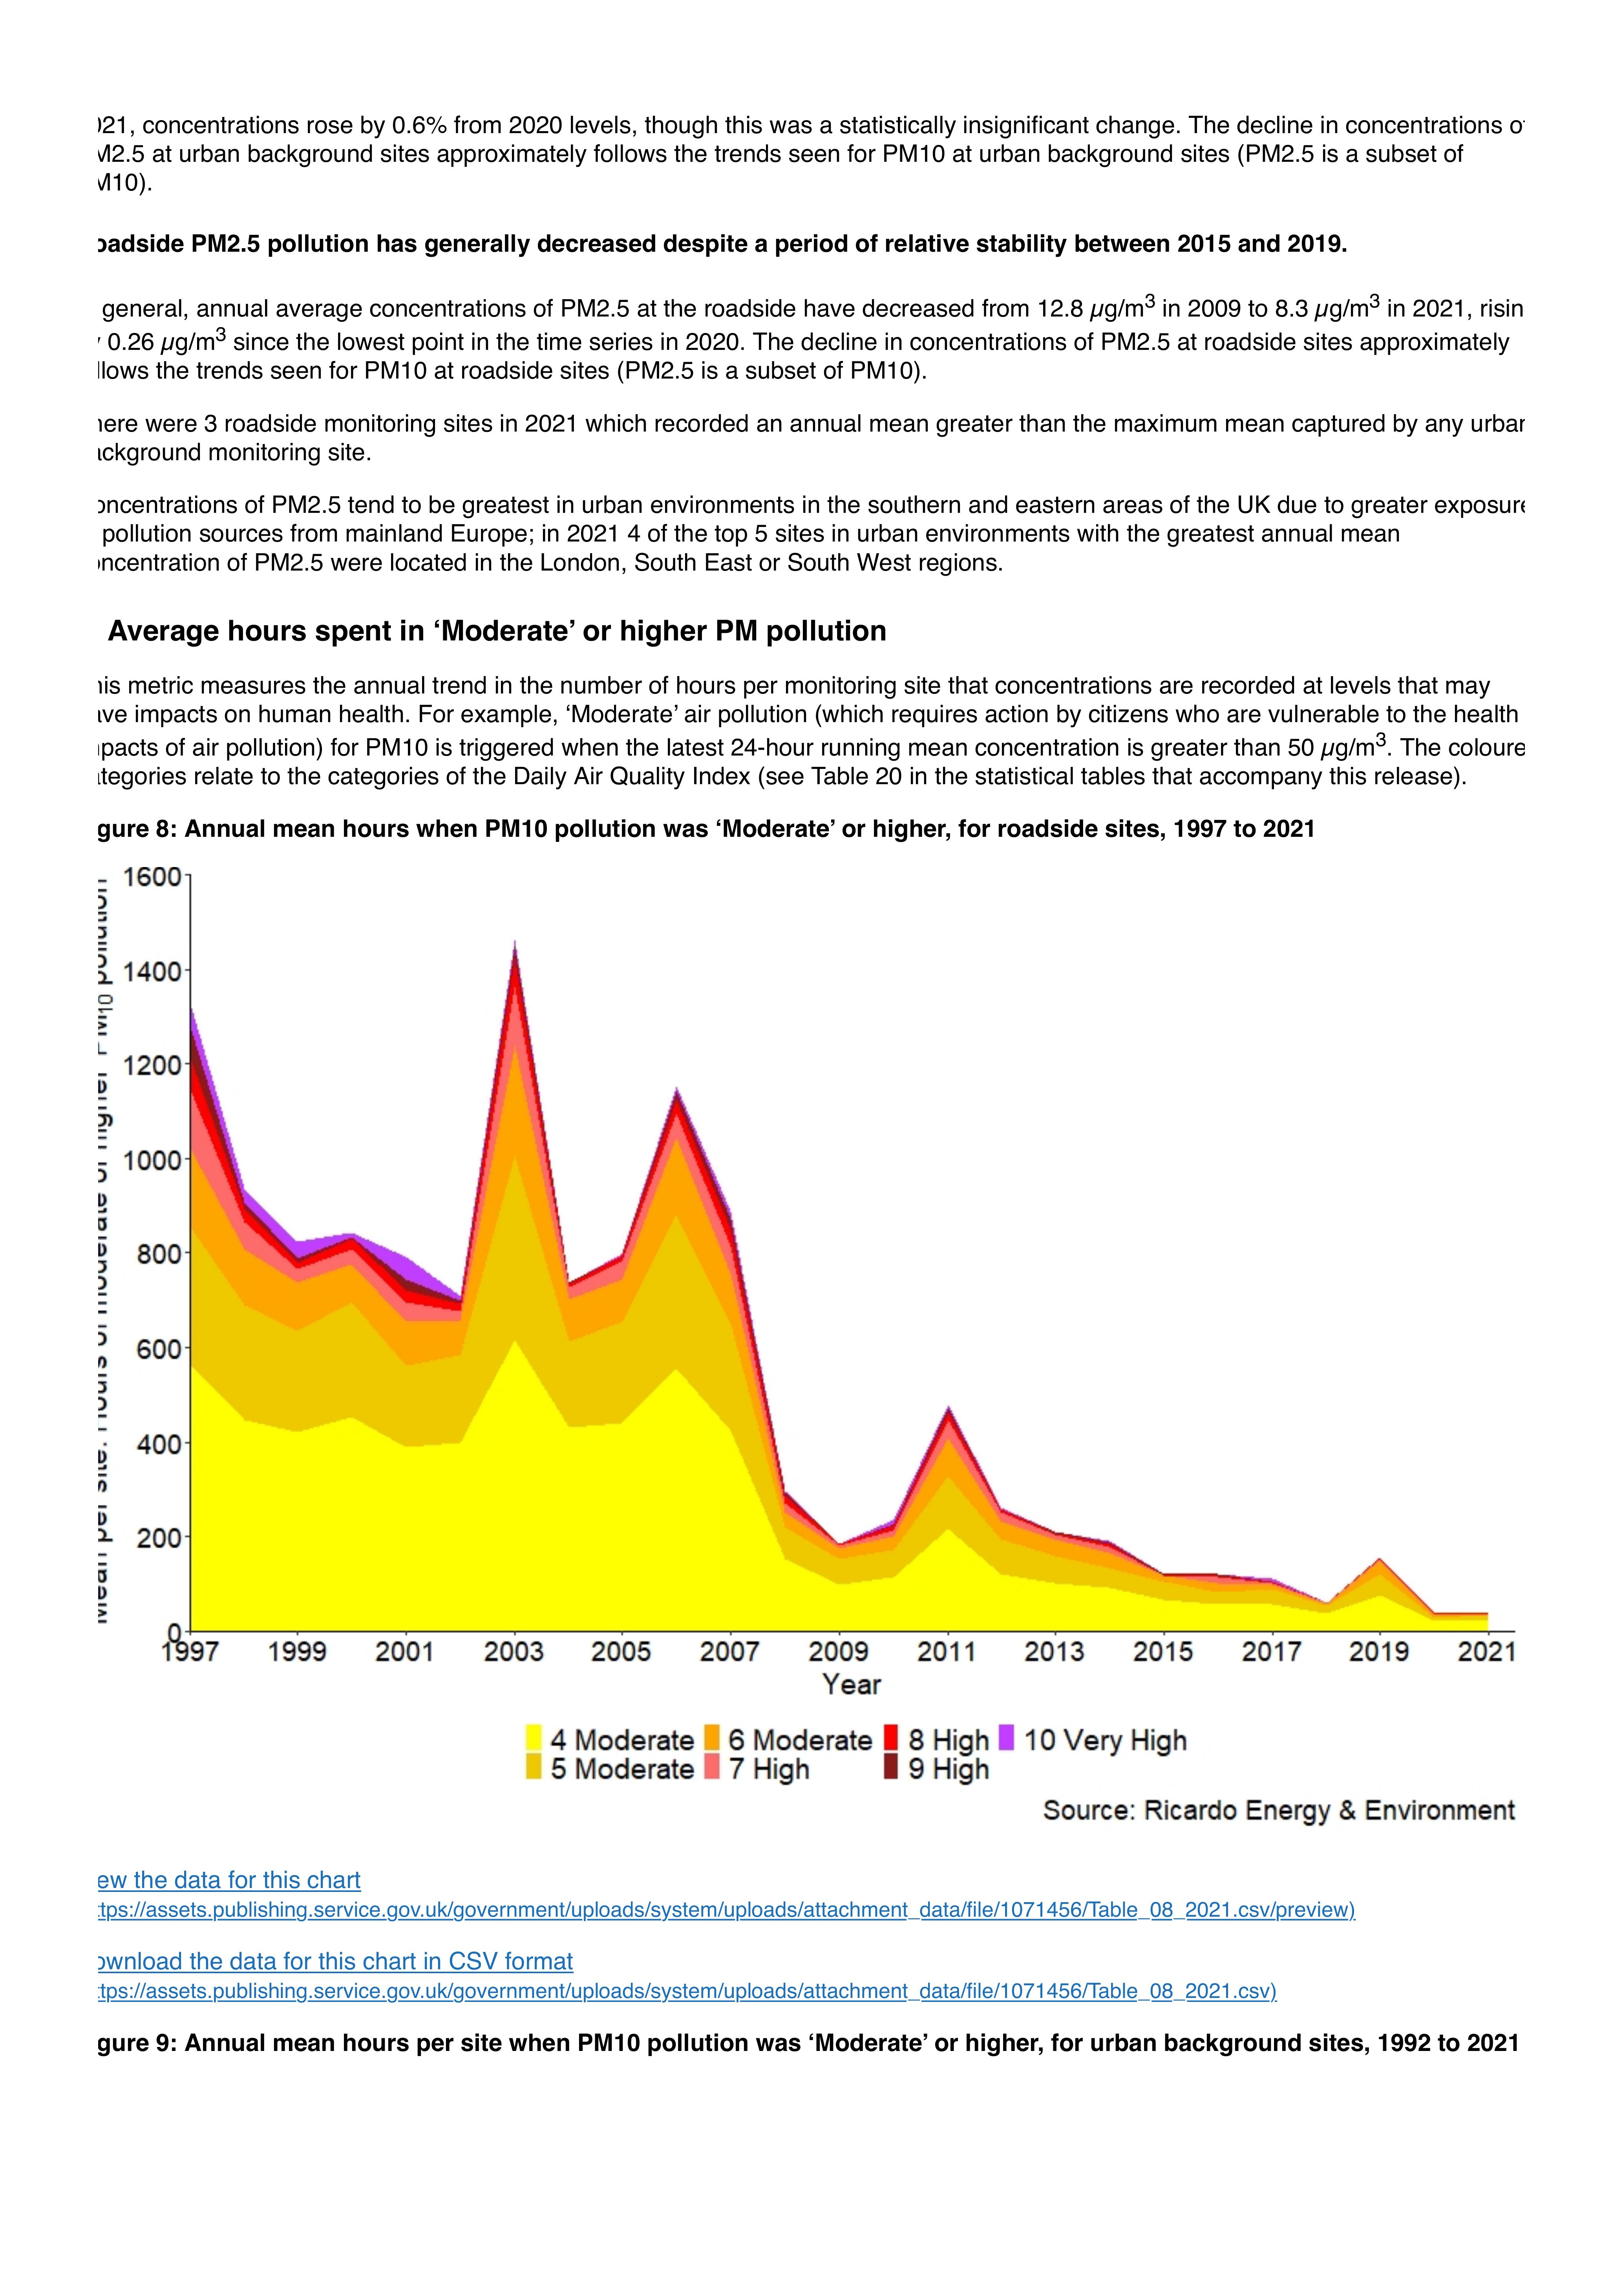 21, concentrations rose by 0.6% from 2020 levels, though this was a statistically insignificant change. The decline in concentrations of
M2.5 at urban background sites approximately follows the trends seen for PM10 at urban background sites (PM2.5 is a subset of
M10).
oadside PM2.5 pollution has generally decreased despite a period of relative stability between 2015 and 2019.
general, annual average concentrations of PM2.5 at the roadside have decreased from 12.8 µg/m³ in 2009 to 8.3 µg/m³ in 2021, risin
0.26 µg/m³ since the lowest point in the time series in 2020. The decline in concentrations of PM2.5 at roadside sites approximately
llows the trends seen for PM10 at roadside sites (PM2.5 is a subset of PM10).
here were 3 roadside monitoring sites in 2021 which recorded an annual mean greater than the maximum mean captured by any urban
ackground monitoring site.
oncentrations of PM2.5 tend to be greatest in urban environments in the southern and eastern areas of the UK due to greater exposure
pollution sources from mainland Europe; in 2021 4 of the top 5 sites in urban environments with the greatest annual mean
oncentration of PM2.5 were located in the London, South East or South West regions.
Average hours spent in ‘Moderate’ or higher PM pollution
his metric measures the annual trend in the number of hours per monitoring site that concentrations are recorded at levels that may
ave impacts on human health. For example, ‘Moderate’ air pollution (which requires action by citizens who are vulnerable to the health
pacts of air pollution) for PM10 is triggered when the latest 24-hour running mean concentration is greater than 50 µg/m³. The coloure
ategories relate to the categories of the Daily Air Quality Index (see Table 20 in the statistical tables that accompany this release).
gure 8: Annual mean hours when PM10 pollution was ‘Moderate’ or higher, for roadside sites, 1997 to 2021
Mean per site: Hours of moderate or higher PM10 pollution
1600
1400
1200
1000
800
600
400
200
0
1997 1999 2001 2003 2005 2007 2009 2011 2013 2015 2017 2019 2021
Year
4 Moderate 6 Moderate 8 High 10 Very High
5 Moderate 7 High 9 High
Source: Ricardo Energy & Environment
ew the data for this chart
tps://assets.publishing.service.gov.uk/government/uploads/system/uploads/attachment_data/file/1071456/Table_08_2021.csv/preview)
ownload the data for this chart in CSV format
tps://assets.publishing.service.gov.uk/government/uploads/system/uploads/attachment_data/file/1071456/Table_08_2021.csv)
gure 9: Annual mean hours per site when PM10 pollution was ‘Moderate’ or higher, for urban background sites, 1992 to 2021